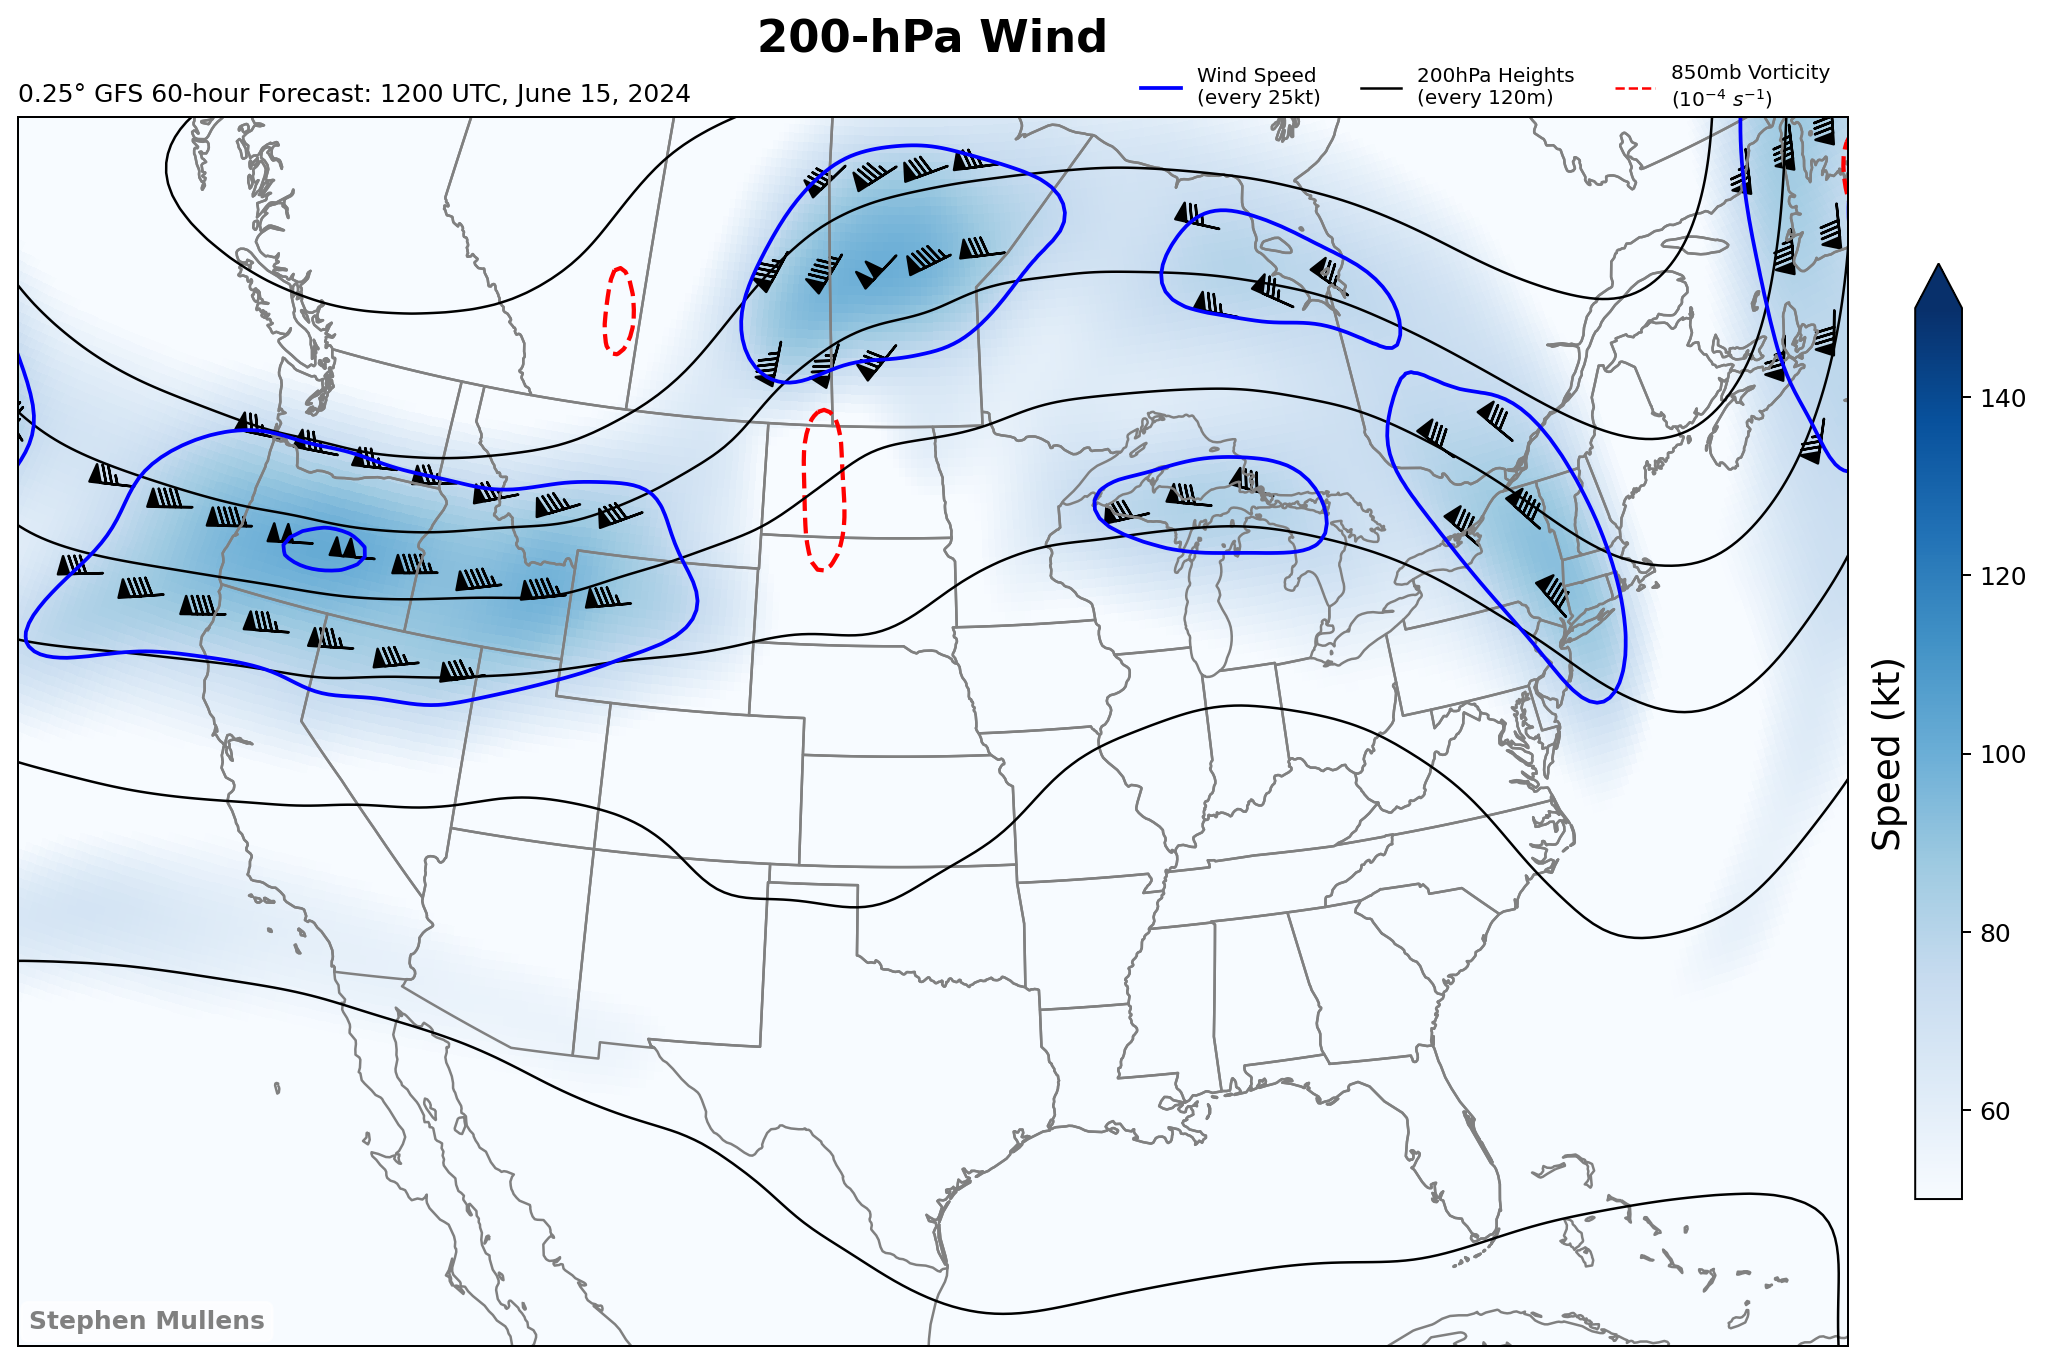 200-hPa Wind
0.25° GFS 60-hour Forecast: 1200 UTC, June 15, 2024
Wind Speed
(every 25kt)
200hPa Heights
(every 120m)
850mb Vorticity
(10⁻⁴ s⁻¹)
140
120
100
80
60
Speed (kt)
Stephen Mullens